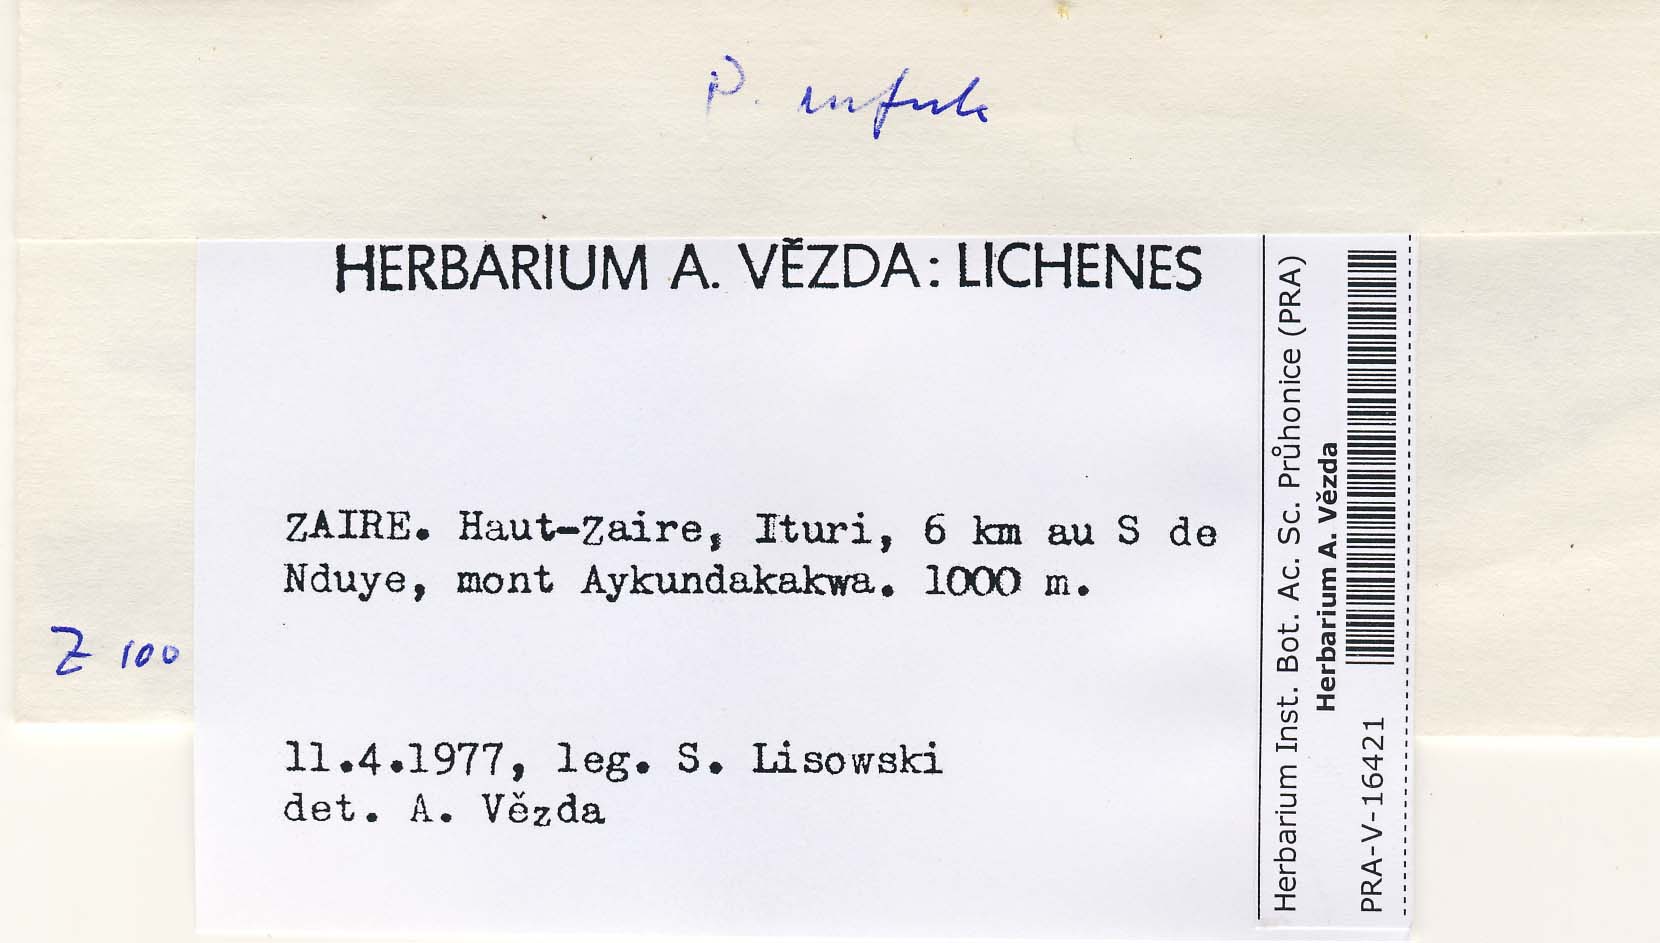 P. rufula
HERBARIUM A. VĚZDA: LICHENES
ZAIRE. Haut-Zaire, Ituri, 6 km au S de
Nduye, mont Aykundakakwa. 1000 m.
Z 100
11.4.1977, leg. S. Lisowski
det. A. Vězda
Herbarium Inst. Bot. Ac. Sc. Průhonice (PRA)
Herbarium A. Vězda
PRA-V-16421